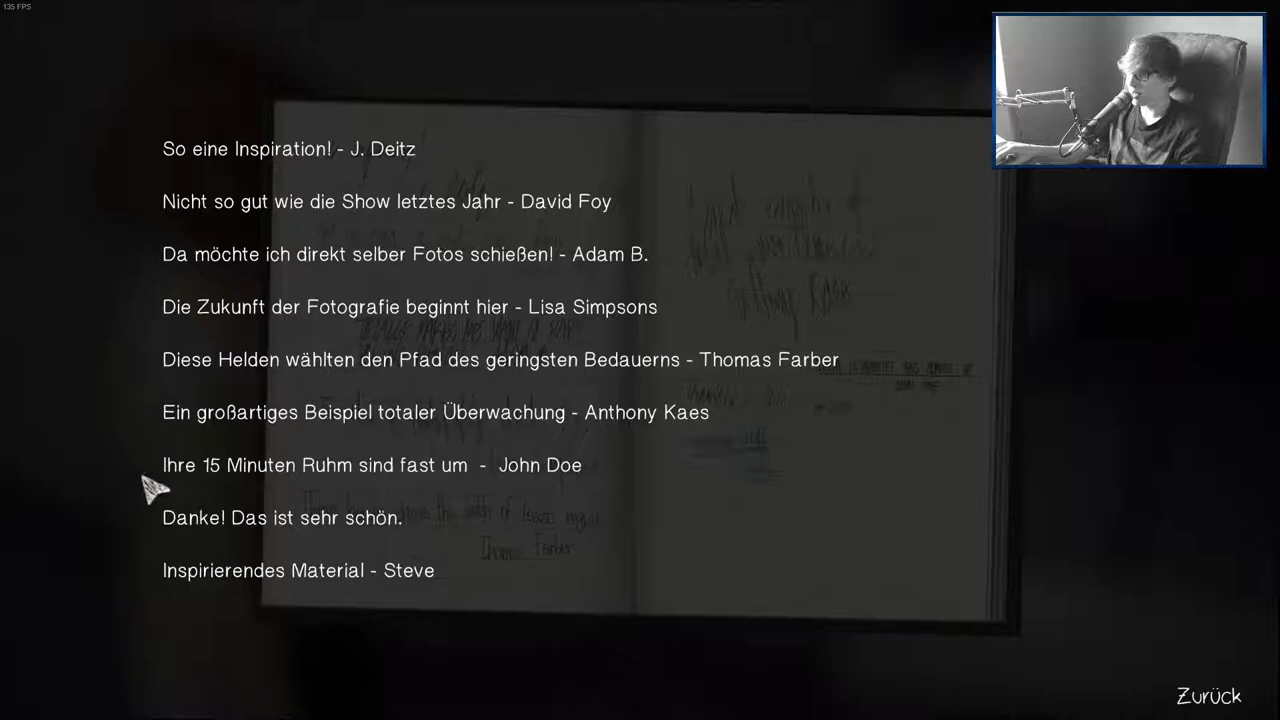 135 FPS
So eine Inspiration! - J. Deitz
Nicht so gut wie die Show letztes Jahr - David Foy
Da möchte ich direkt selber Fotos schießen! - Adam B.
Die Zukunft der Fotografie beginnt hier - Lisa Simpsons
Diese Helden wählten den Pfad des geringsten Bedauerns - Thomas Farber
Ein großartiges Beispiel totaler Überwachung - Anthony Kaes
Ihre 15 Minuten Ruhm sind fast um - John Doe
Danke! Das ist sehr schön.
Inspirierendes Material - Steve
Thomas Farber
Zurück